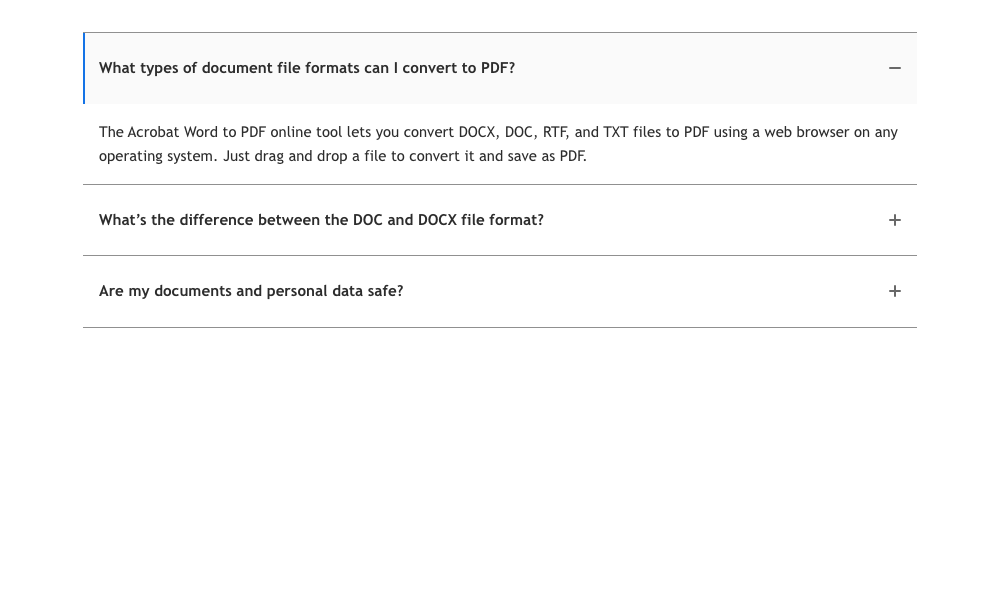 What types of document file formats can I convert to PDF?
The Acrobat Word to PDF online tool lets you convert DOCX, DOC, RTF, and TXT files to PDF using a web browser on any
operating system. Just drag and drop a file to convert it and save as PDF.
What’s the difference between the DOC and DOCX file format?
Are my documents and personal data safe?